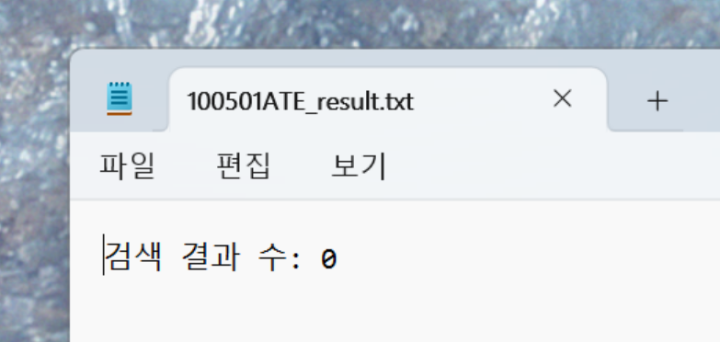 100501ATE_result.txt
파일 편집 보기
검색 결과 수: 0